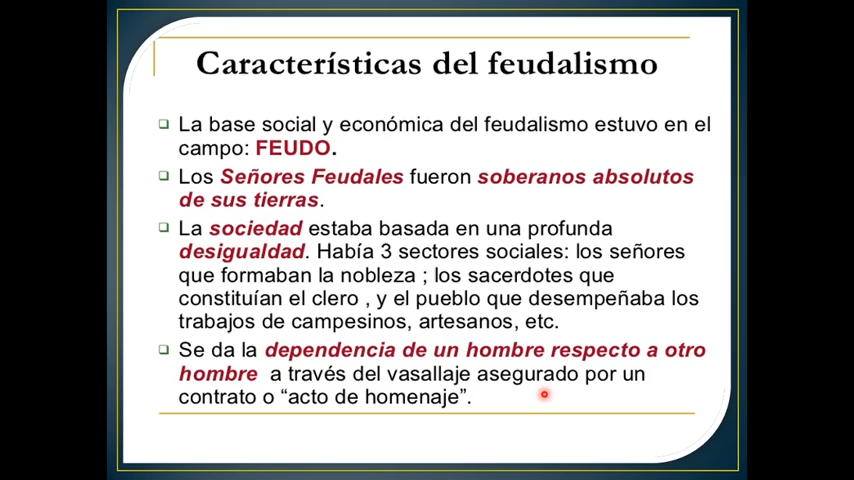 Características del feudalismo
La base social y económica del feudalismo estuvo en el
campo: FEUDO.
Los Señores Feudales fueron soberanos absolutos
de sus tierras.
La sociedad estaba basada en una profunda
desigualdad. Había 3 sectores sociales: los señores
que formaban la nobleza ; los sacerdotes que
constituían el clero , y el pueblo que desempeñaba los
trabajos de campesinos, artesanos, etc.
Se da la dependencia de un hombre respecto a otro
hombre a través del vasallaje asegurado por un
contrato o “acto de homenaje”.